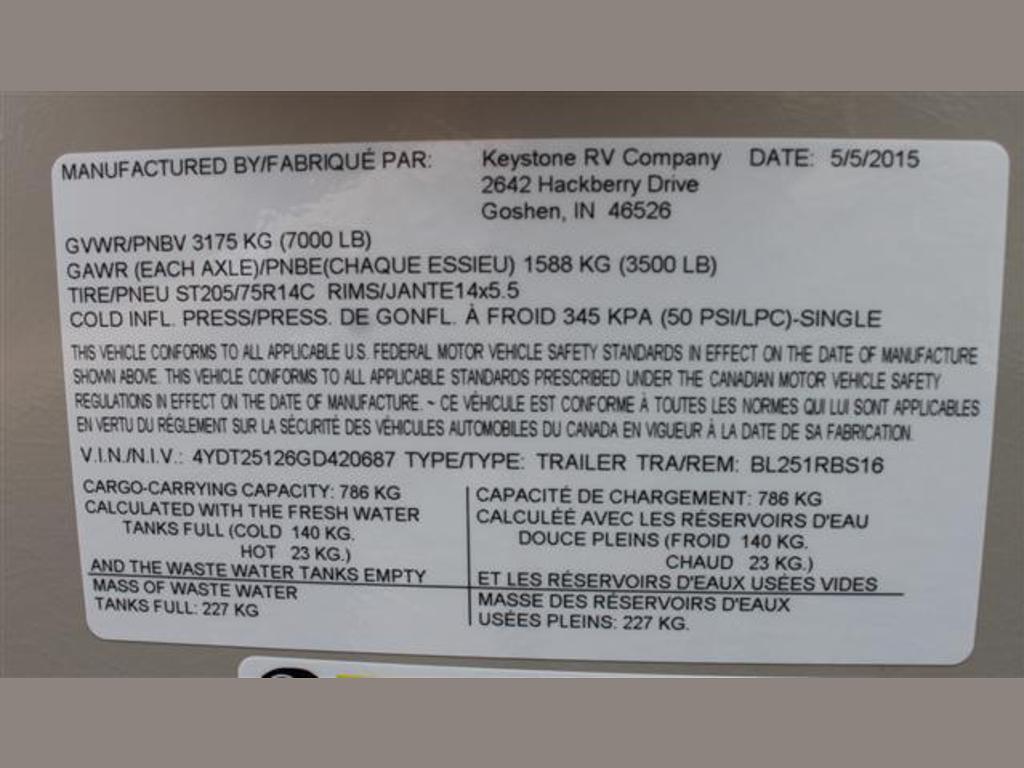 MANUFACTURED BY/FABRIQUÉ PAR: Keystone RV Company DATE: 5/5/2015
2642 Hackberry Drive
Goshen, IN 46526
GVWR/PNBV 3175 KG (7000 LB)
GAWR (EACH AXLE)/PNBE(CHAQUE ESSIEU) 1588 KG (3500 LB)
TIRE/PNEU ST205/75R14C RIMS/JANTE14x5.5
COLD INFL. PRESS/PRESS. DE GONFL. À FROID 345 KPA (50 PSI/LPC)-SINGLE
THIS VEHICLE CONFORMS TO ALL APPLICABLE U.S. FEDERAL MOTOR VEHICLE SAFETY STANDARDS IN EFFECT ON THE DATE OF MANUFACTURE
SHOWN ABOVE. THIS VEHICLE CONFORMS TO ALL APPLICABLE STANDARDS PRESCRIBED UNDER THE CANADIAN MOTOR VEHICLE SAFETY
REGULATIONS IN EFFECT ON THE DATE OF MANUFACTURE. ~ CE VÉHICULE EST CONFORME À TOUTES LES NORMES QUI LUI SONT APPLICABLES
EN VERTU DU RÉGLEMENT SUR LA SÉCURITÉ DES VÉHICULES AUTOMOBILES DU CANADA EN VIGUEUR À LA DATE DE SA FABRICATION.
V.I.N./N.I.V.: 4YDT25126GD420687 TYPE/TYPE: TRAILER TRA/REM: BL251RBS16
CARGO-CARRYING CAPACITY: 786 KG
CALCULATED WITH THE FRESH WATER
TANKS FULL (COLD 140 KG.
HOT 23 KG.)
AND THE WASTE WATER TANKS EMPTY
MASS OF WASTE WATER
TANKS FULL: 227 KG
CAPACITÉ DE CHARGEMENT: 786 KG
CALCULÉE AVEC LES RÉSERVOIRS D'EAU
DOUCE PLEINS (FROID 140 KG.
CHAUD 23 KG.)
ET LES RÉSERVOIRS D'EAUX USÉES VIDES
MASSE DES RÉSERVOIRS D'EAUX
USÉES PLEINS: 227 KG.